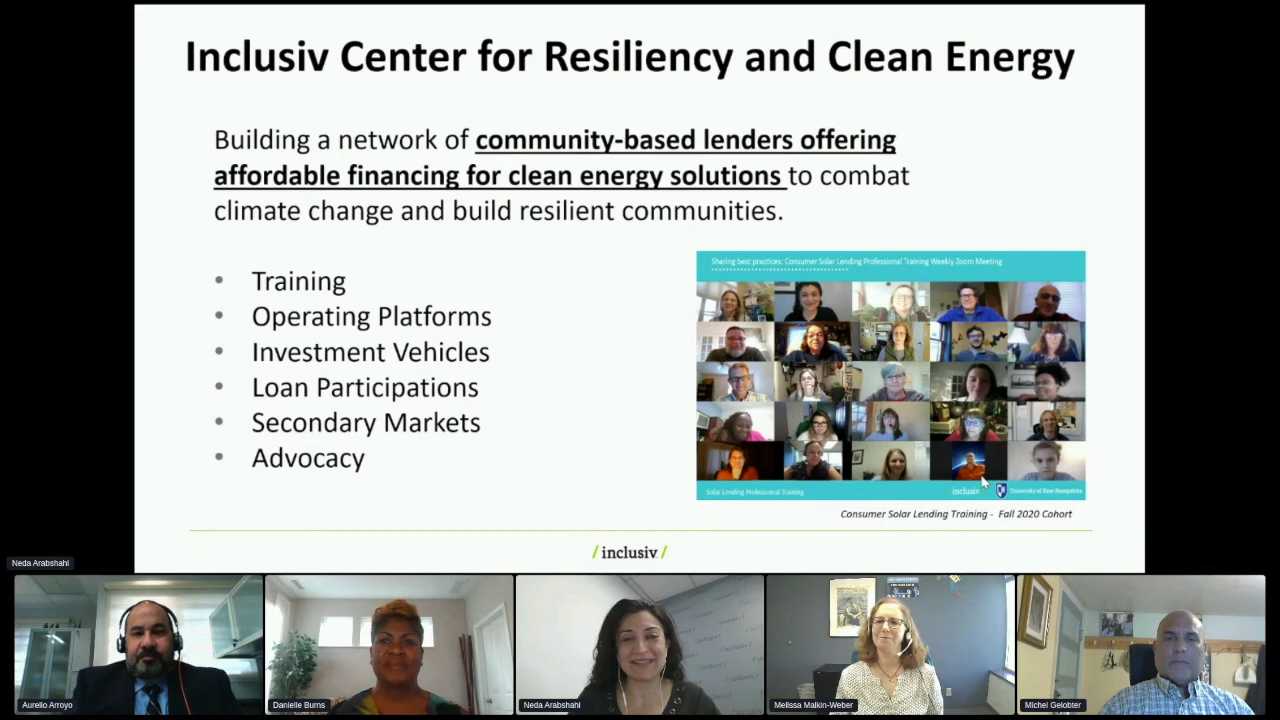 Inclusiv Center for Resiliency and Clean Energy
Building a network of community-based lenders offering
affordable financing for clean energy solutions to combat
climate change and build resilient communities.
• Training
• Operating Platforms
• Investment Vehicles
• Loan Participations
• Secondary Markets
• Advocacy
Sharing best practices: Consumer Solar Lending Professional Training Weekly Zoom Meeting
Solar Lending Professional Training
inclusiv
University of New Hampshire
Consumer Solar Lending Training - Fall 2020 Cohort
/ inclusiv /
Neda Arabshahi
Aurelio Arroyo
Danielle Burns
Neda Arabshahi
Melissa Malkin-Weber
Michel Gelobter